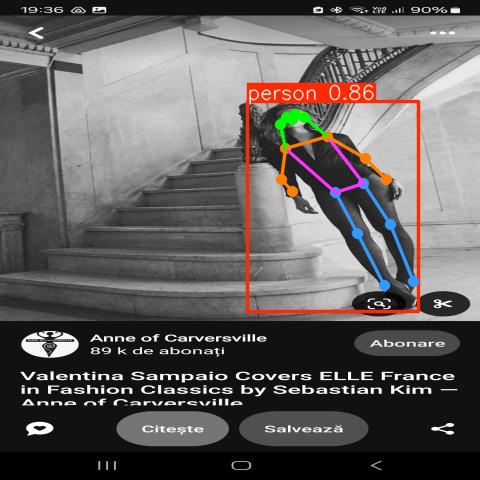 19:36
90%
person 0.86
Anne of Carversville
89 k de abonați
Abonare
Valentina Sampaio Covers ELLE France
in Fashion Classics by Sebastian Kim —
Anne of Carversville
Citește
Salvează